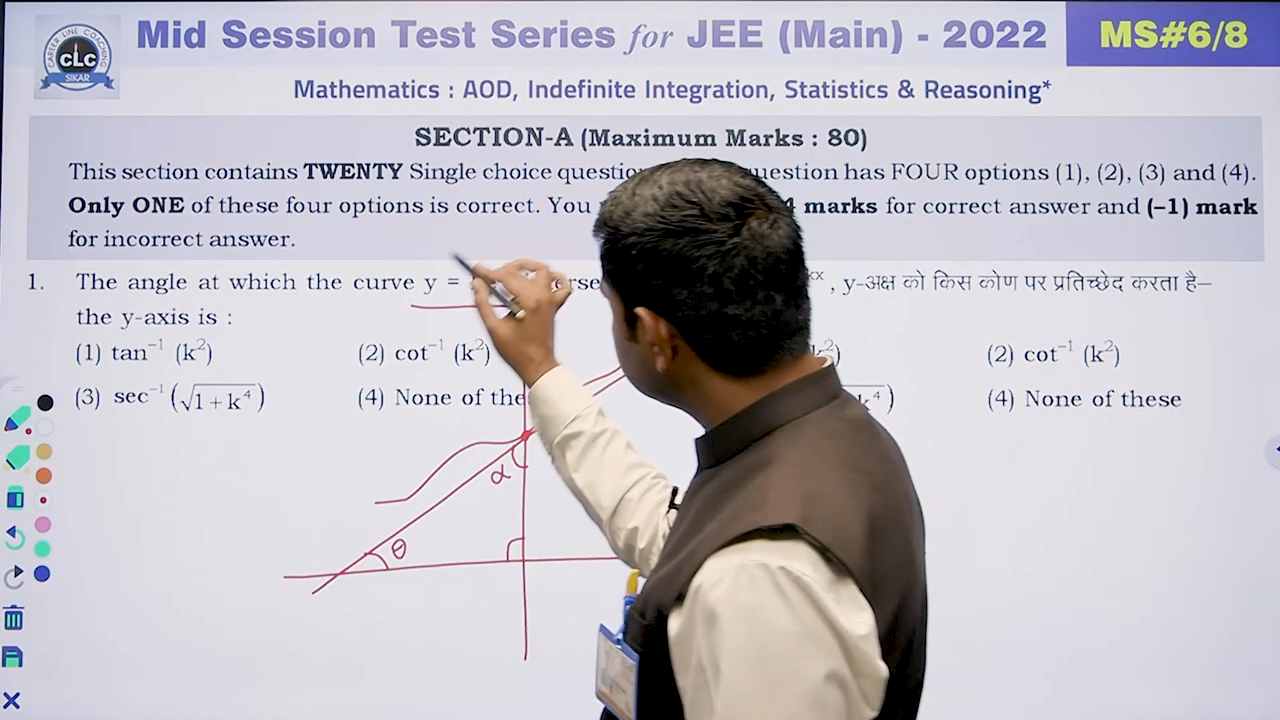 CAREER LINE COACHING
CLC
SIKAR
Mid Session Test Series for JEE (Main) - 2022
MS#6/8
Mathematics : AOD, Indefinite Integration, Statistics & Reasoning*
SECTION-A (Maximum Marks : 80)
This section contains TWENTY Single choice questio uestion has FOUR options (1), (2), (3) and (4).
Only ONE of these four options is correct. You 4 marks for correct answer and (–1) mark
for incorrect answer.
1. The angle at which the curve y = rse kx , y-अक्ष को किस कोण पर प्रतिच्छेद करता है–
the y-axis is :
(1) tan⁻¹ (k²) (2) cot⁻¹ (k²) k²) (2) cot⁻¹ (k²)
(3) sec⁻¹ (√1 + k⁴) (4) None of the k⁴) (4) None of these
α
θ